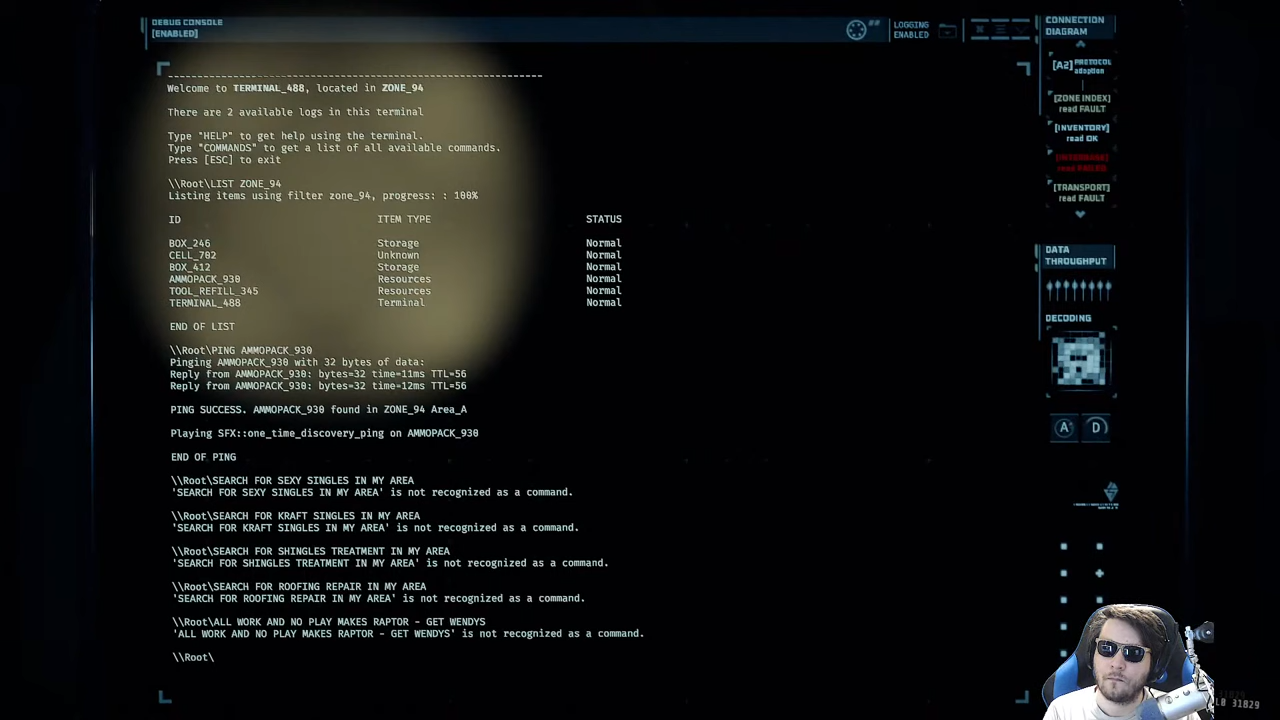 DEBUG CONSOLE
[ENABLED]
LOGGING
ENABLED
CONNECTION
DIAGRAM
[A2] PROTOCOL
adoption
[ZONE INDEX]
read FAULT
[INVENTORY]
read OK
read FAILED
[TRANSPORT]
read FAULT
DATA
THROUGHPUT
DECODING
A
D
--------------------------------------------------------------
Welcome to TERMINAL_488, located in ZONE_94
There are 2 available logs in this terminal
Type "HELP" to get help using the terminal.
Type "COMMANDS" to get a list of all available commands.
Press [ESC] to exit
\\Root\LIST ZONE_94
Listing items using filter zone_94, progress: : 100%
ID ITEM TYPE STATUS
BOX_246 Storage Normal
CELL_702 Unknown Normal
BOX_412 Storage Normal
AMMOPACK_930 Resources Normal
TOOL_REFILL_345 Resources Normal
TERMINAL_488 Terminal Normal
END OF LIST
\\Root\PING AMMOPACK_930
Pinging AMMOPACK_930 with 32 bytes of data:
Reply from AMMOPACK_930: bytes=32 time=11ms TTL=56
Reply from AMMOPACK_930: bytes=32 time=12ms TTL=56
PING SUCCESS. AMMOPACK_930 found in ZONE_94 Area_A
Playing SFX::one_time_discovery_ping on AMMOPACK_930
END OF PING
\\Root\SEARCH FOR SEXY SINGLES IN MY AREA
'SEARCH FOR SEXY SINGLES IN MY AREA' is not recognized as a command.
\\Root\SEARCH FOR KRAFT SINGLES IN MY AREA
'SEARCH FOR KRAFT SINGLES IN MY AREA' is not recognized as a command.
\\Root\SEARCH FOR SHINGLES TREATMENT IN MY AREA
'SEARCH FOR SHINGLES TREATMENT IN MY AREA' is not recognized as a command.
\\Root\SEARCH FOR ROOFING REPAIR IN MY AREA
'SEARCH FOR ROOFING REPAIR IN MY AREA' is not recognized as a command.
\\Root\ALL WORK AND NO PLAY MAKES RAPTOR - GET WENDYS
'ALL WORK AND NO PLAY MAKES RAPTOR - GET WENDYS' is not recognized as a command.
\\Root\